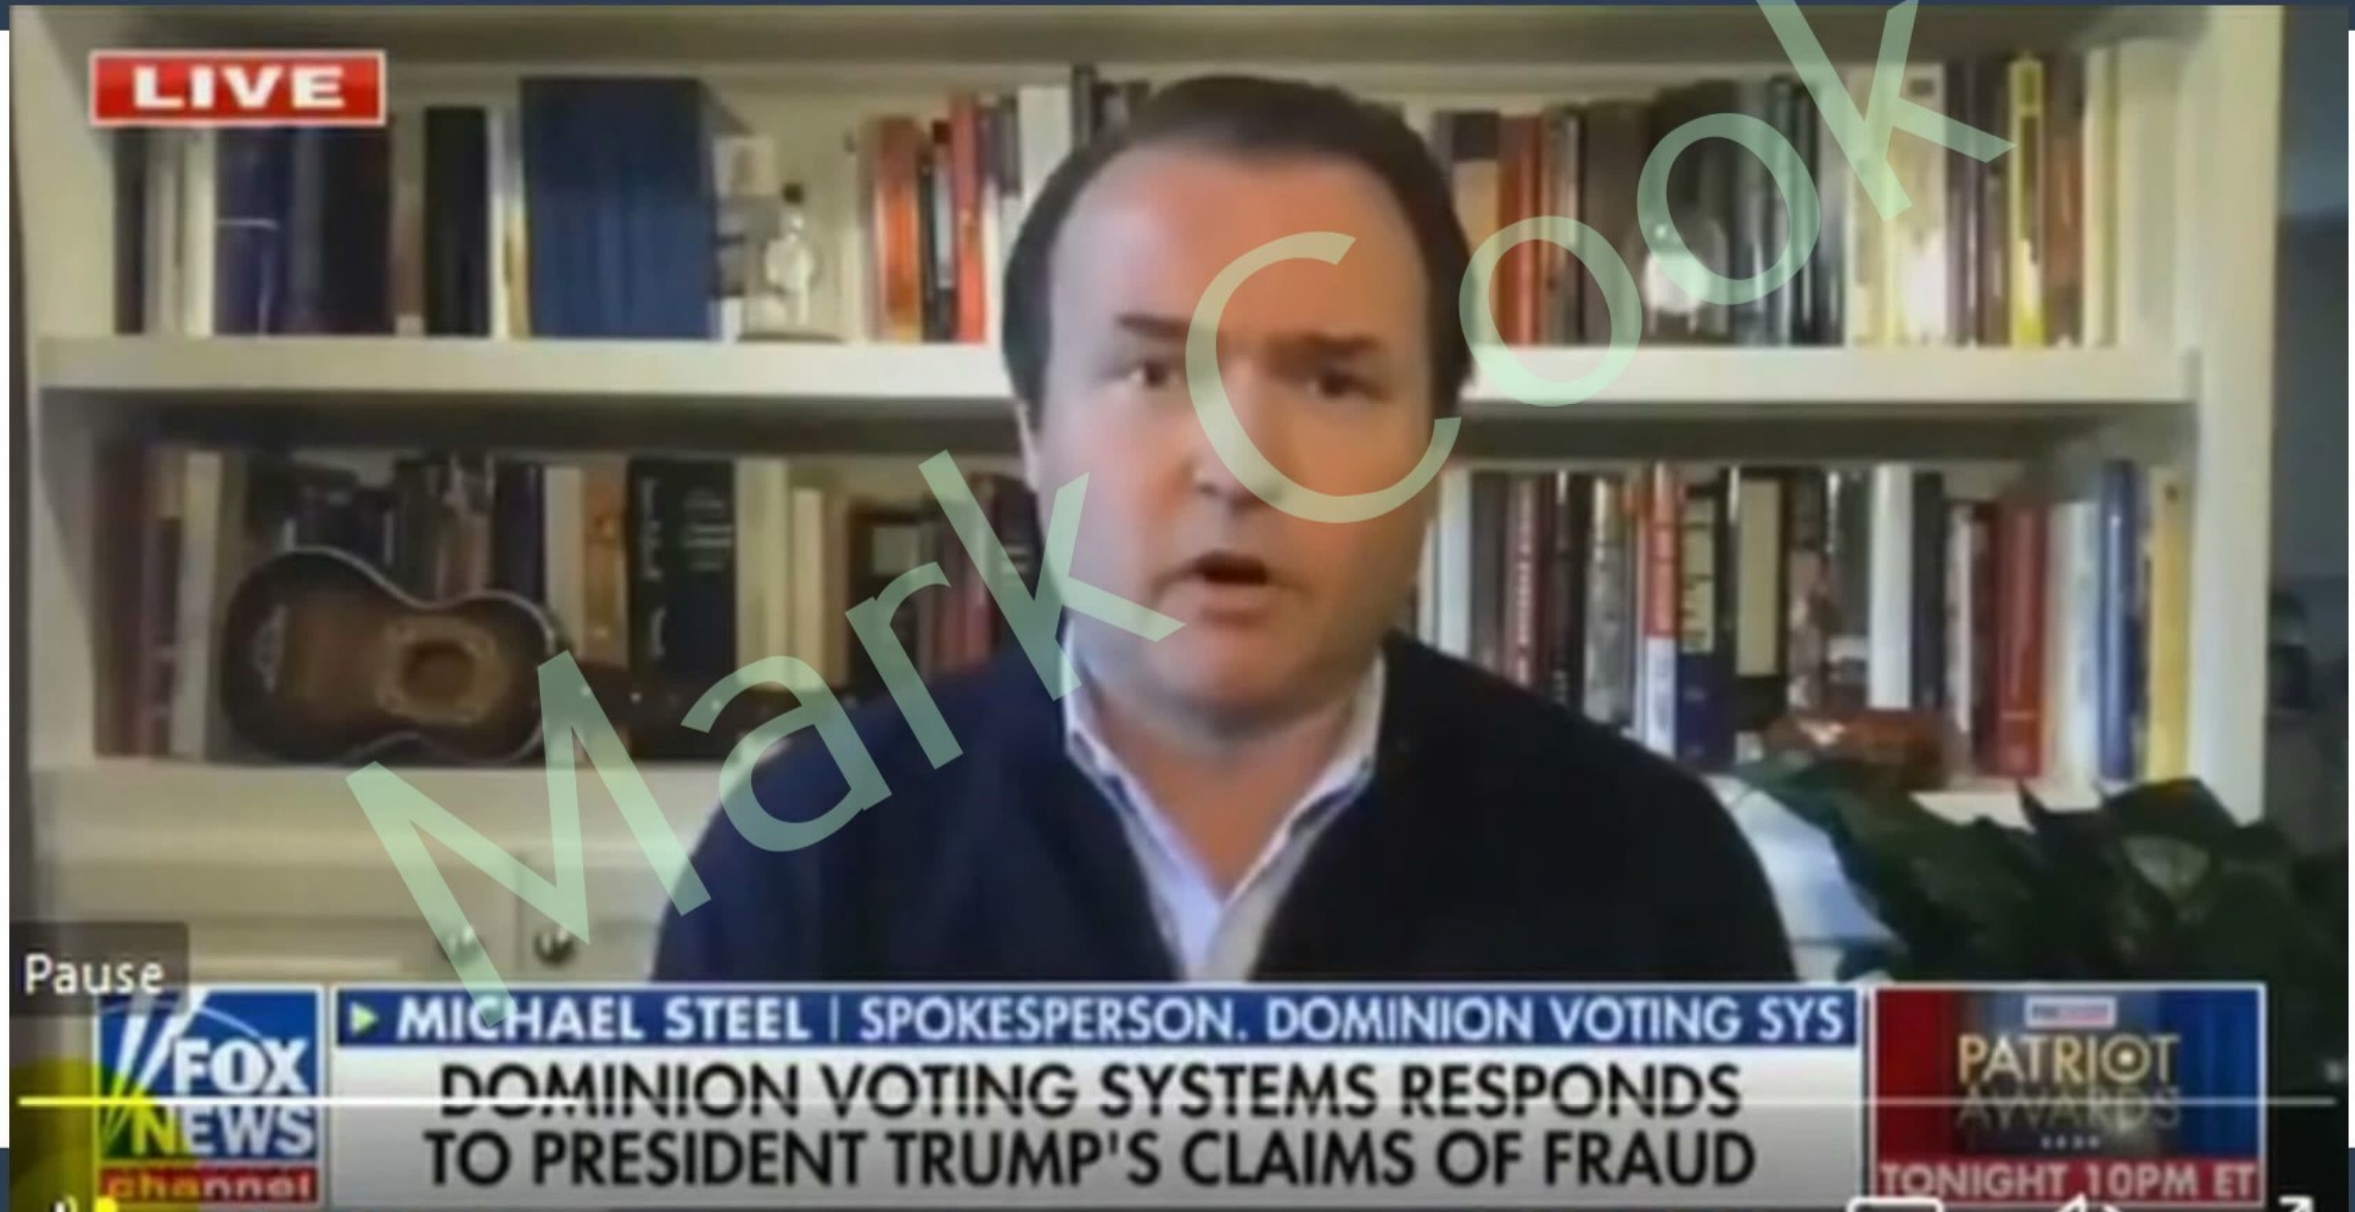 LIVE
Mark Cook
Pause
MICHAEL STEEL | SPOKESPERSON. DOMINION VOTING SYS
DOMINION VOTING SYSTEMS RESPONDS
TO PRESIDENT TRUMP'S CLAIMS OF FRAUD
FOX
NEWS
channel
PATRIOT
AWARDS
TONIGHT 10PM ET